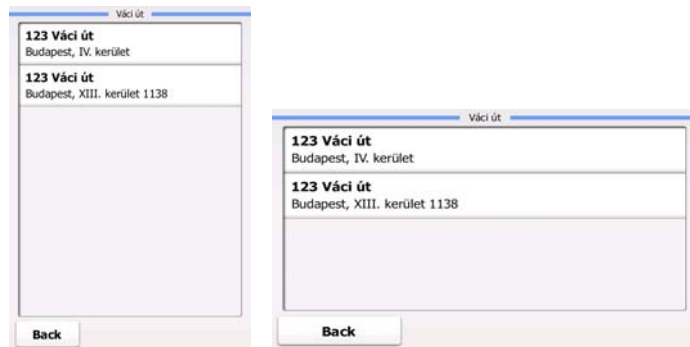 Váci út
123 Váci út
Budapest, IV. kerület
123 Váci út
Budapest, XIII. kerület 1138
Back
Váci út
123 Váci út
Budapest, IV. kerület
123 Váci út
Budapest, XIII. kerület 1138
Back